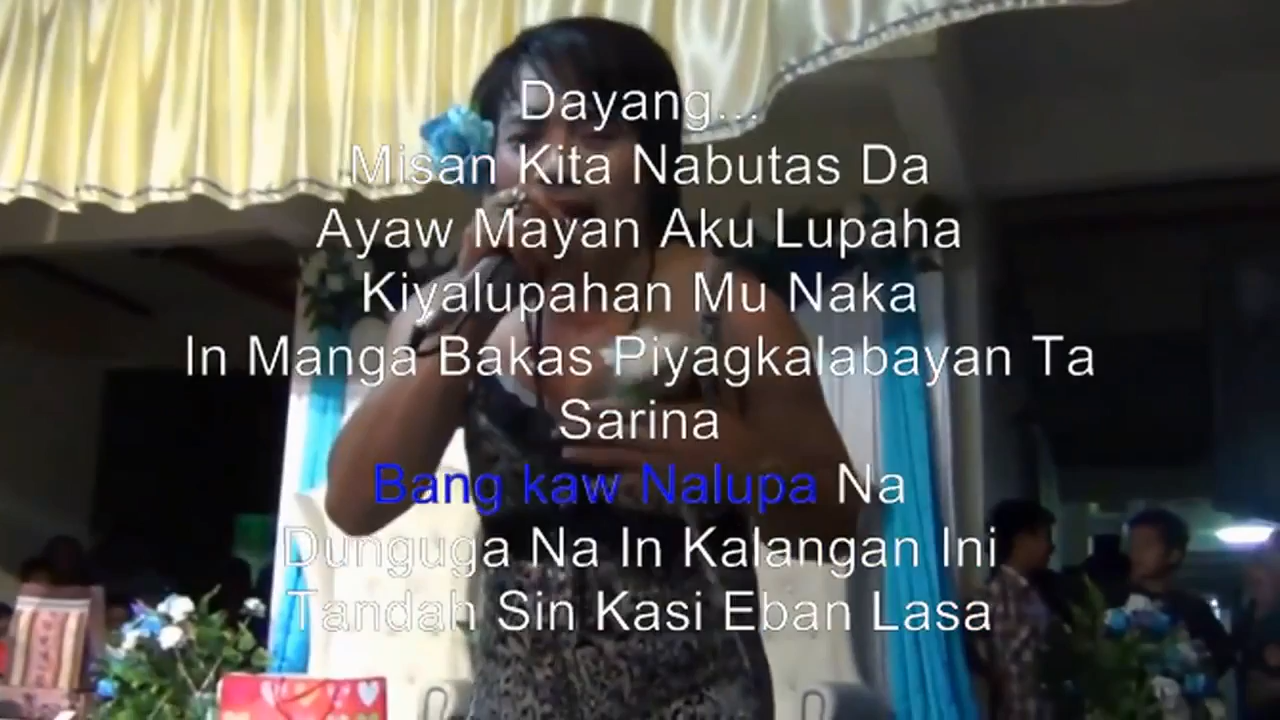 Dayang...
Misan Kita Nabutas Da
Ayaw Mayan Aku Lupaha
Kiyalupahan Mu Naka
In Manga Bakas Piyagkalabayan Ta
Sarina
Bang kaw Nalupa Na
Dunguga Na In Kalangan Ini
Tandah Sin Kasi Eban Lasa